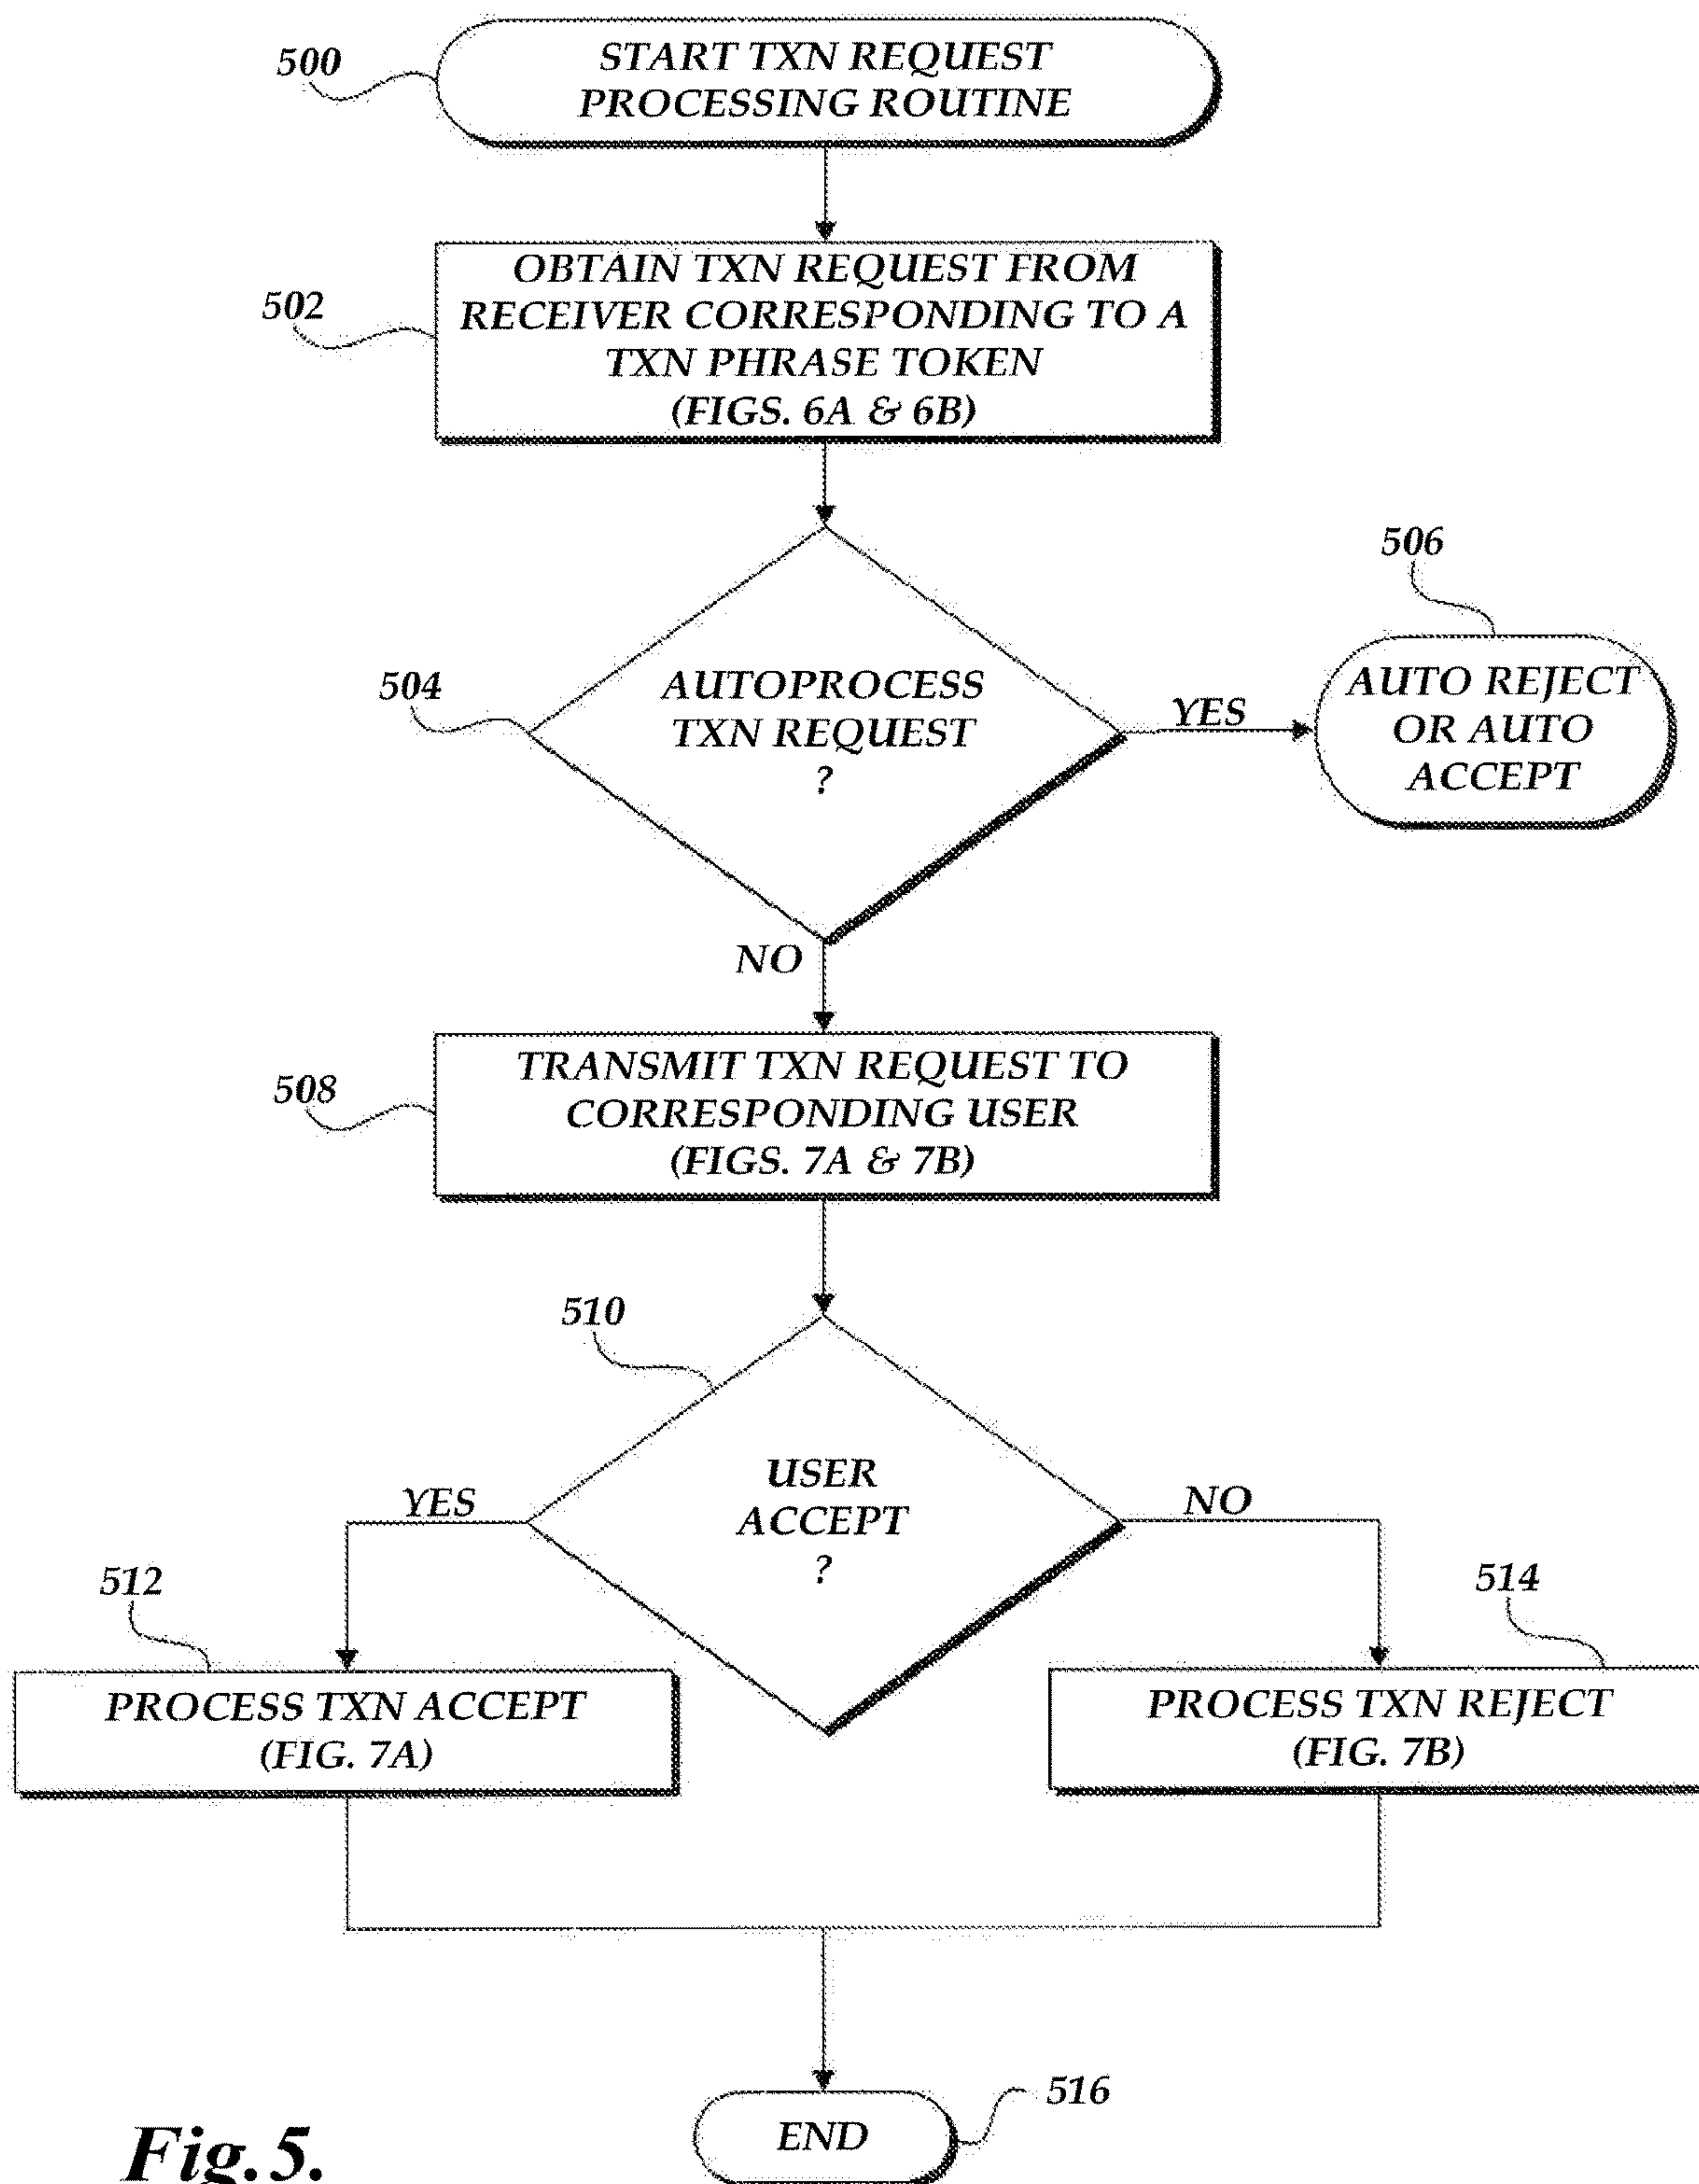 500
START TXN REQUEST
PROCESSING ROUTINE
502
OBTAIN TXN REQUEST FROM
RECEIVER CORRESPONDING TO A
TXN PHRASE TOKEN
(FIGS. 6A & 6B)
504
AUTOPROCESS
TXN REQUEST
?
YES
506
AUTO REJECT
OR AUTO
ACCEPT
NO
508
TRANSMIT TXN REQUEST TO
CORRESPONDING USER
(FIGS. 7A & 7B)
510
USER
ACCEPT
?
YES
NO
512
PROCESS TXN ACCEPT
(FIG. 7A)
514
PROCESS TXN REJECT
(FIG. 7B)
516
END
Fig.5.